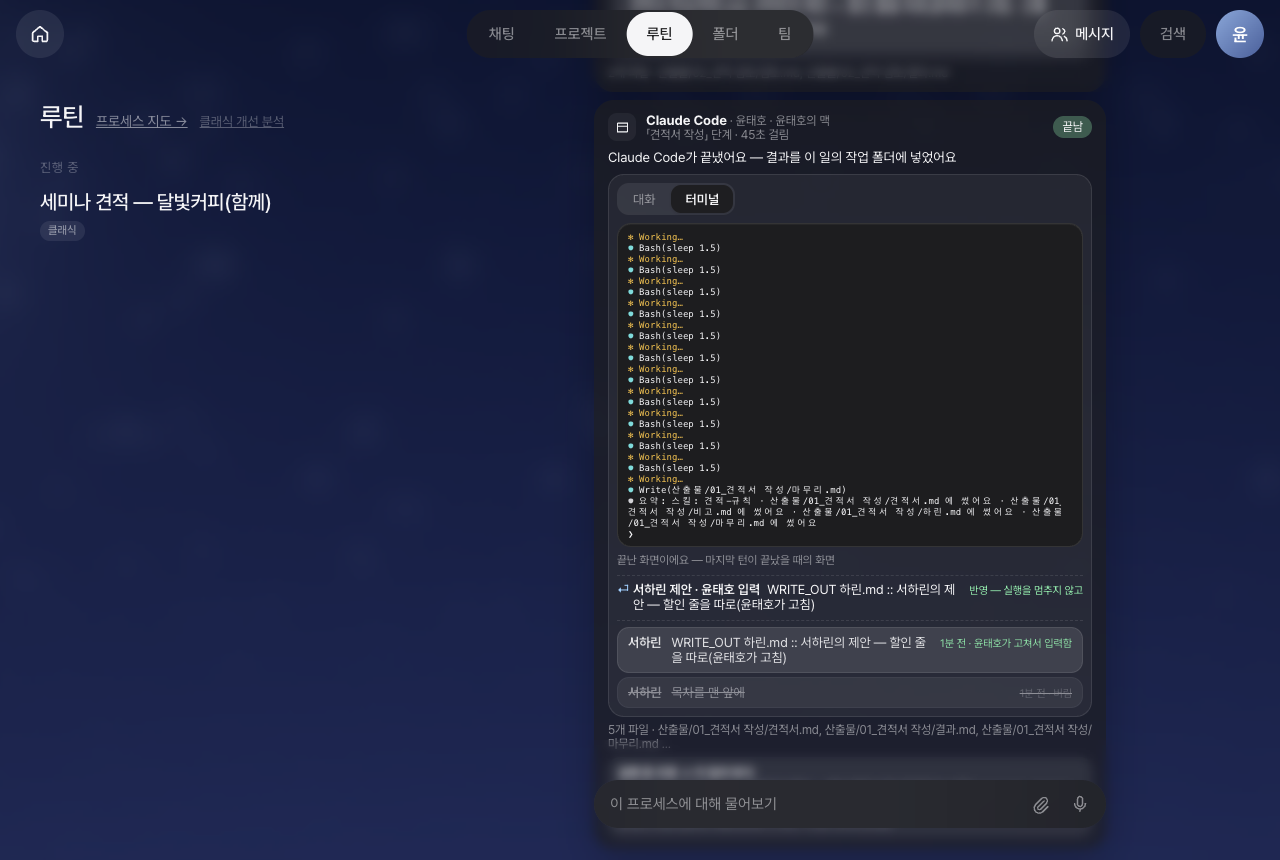 채팅
프로젝트
루틴
폴더
팀
메시지
검색
윤
루틴
프로세스 지도 →
클래식 개선 분석
진행 중
세미나 견적 — 달빛커피(함께)
클래식
Claude Code · 윤태호 · 윤태호의 맥
「견적서 작성」 단계 · 45초 걸림
끝남
Claude Code가 끝냈어요 — 결과를 이 일의 작업 폴더에 넣었어요
대화
터미널
✻ Working…
● Bash(sleep 1.5)
✻ Working…
● Bash(sleep 1.5)
✻ Working…
● Bash(sleep 1.5)
✻ Working…
● Bash(sleep 1.5)
✻ Working…
● Bash(sleep 1.5)
✻ Working…
● Bash(sleep 1.5)
✻ Working…
● Bash(sleep 1.5)
✻ Working…
● Bash(sleep 1.5)
✻ Working…
● Bash(sleep 1.5)
✻ Working…
● Bash(sleep 1.5)
✻ Working…
● Bash(sleep 1.5)
✻ Working…
● Write(산출물/01_견적서 작성/마무리.md)
● 요약: 스킬: 견적-규칙 · 산출물/01_견적서 작성/견적서.md 에 썼어요 · 산출물/01_
견적서 작성/비고.md 에 썼어요 · 산출물/01_견적서 작성/하린.md 에 썼어요 · 산출물
/01_견적서 작성/마무리.md 에 썼어요
❯
끝난 화면이에요 — 마지막 턴이 끝났을 때의 화면
서하린 제안 · 윤태호 입력 WRITE_OUT 하린.md :: 서하린의 제
안 — 할인 줄을 따로(윤태호가 고침)
반영 — 실행을 멈추지 않고
서하린 WRITE_OUT 하린.md :: 서하린의 제안 — 할인 줄
을 따로(윤태호가 고침)
1분 전 · 윤태호가 고쳐서 입력함
서하린 목차를 맨 앞에
1분 전 · 버림
5개 파일 · 산출물/01_견적서 작성/견적서.md, 산출물/01_견적서 작성/결과.md, 산출물/01_견적서 작성/
마무리.md ...
이 프로세스에 대해 물어보기